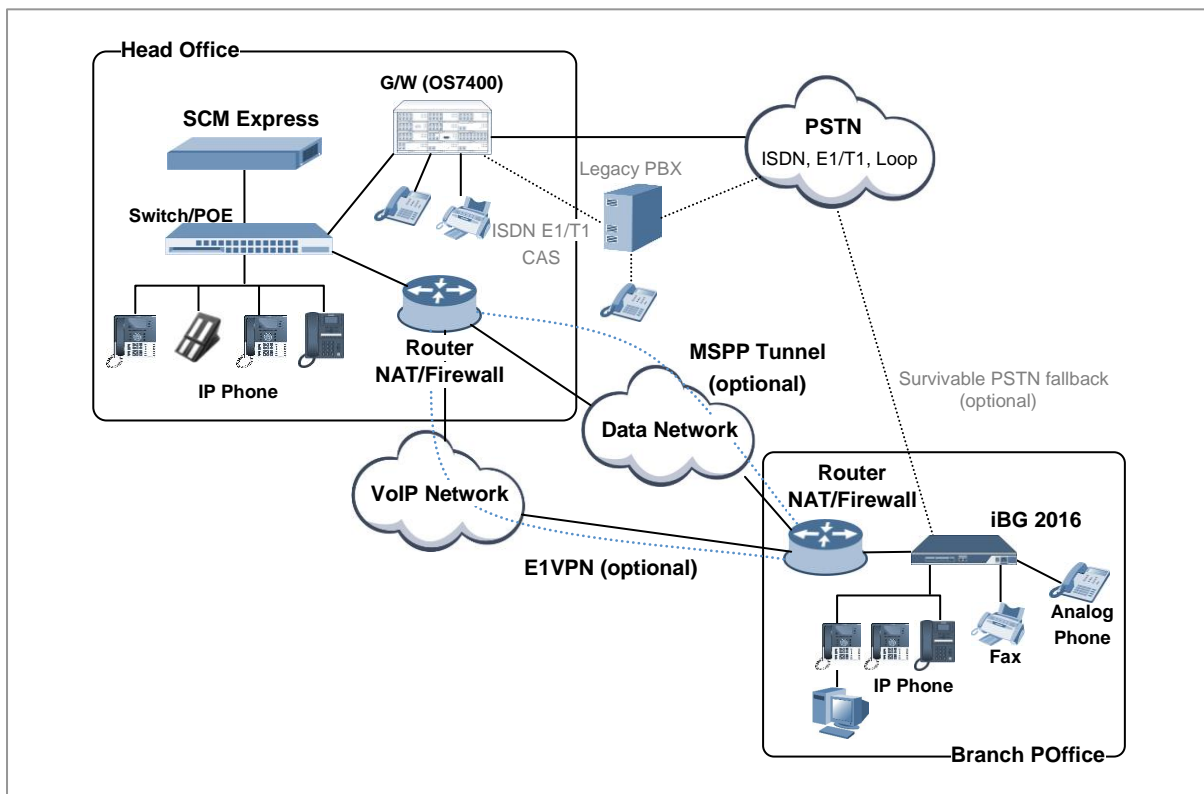 Head Office
G/W (OS7400)
SCM Express
PSTN
ISDN, E1/T1, Loop
Legacy PBX
Switch/POE
ISDN E1/T1
CAS
Router
NAT/Firewall
IP Phone
MSPP Tunnel
(optional)
Survivable PSTN fallback
(optional)
Data Network
VoIP Network
E1VPN (optional)
Router
NAT/Firewall
iBG 2016
Analog
Phone
Fax
IP Phone
Branch POffice